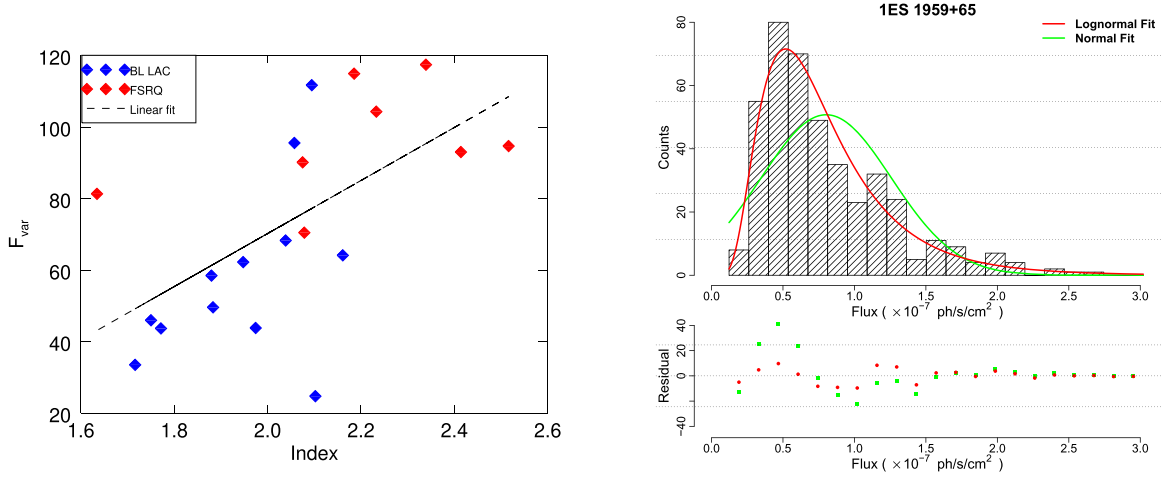 120
100
80
60
40
20
F_var
BL LAC
FSRQ
Linear fit
1.6 1.8 2.0 2.2 2.4 2.6
Index
1ES 1959+65
Lognormal Fit
Normal Fit
80
60
40
20
0
Counts
0.0 0.5 1.0 1.5 2.0 2.5 3.0
Flux ( ×10⁻⁷ ph/s/cm² )
40
20
0
−40
Residual
0.0 0.5 1.0 1.5 2.0 2.5 3.0
Flux ( ×10⁻⁷ ph/s/cm² )